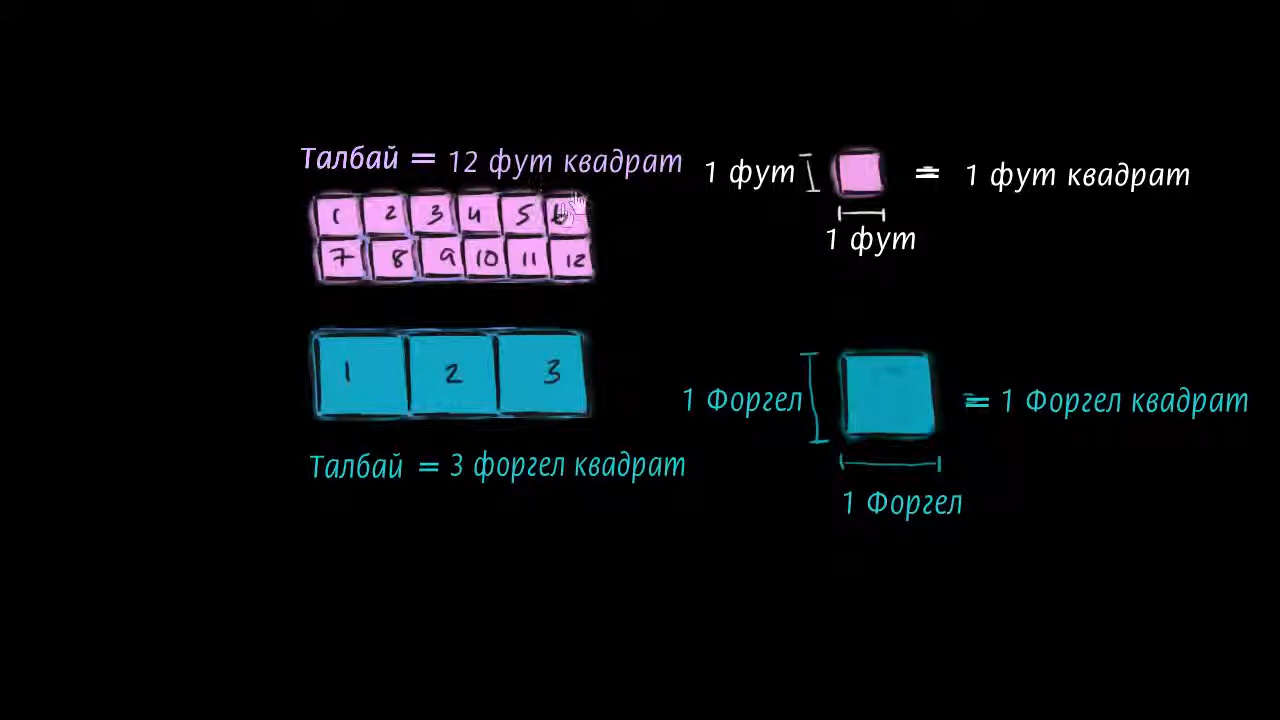 Талбай = 12 фут квадрат
1 2 3 4 5 6
7 8 9 10 11 12
1 фут = 1 фут квадрат
1 фут
1 2 3
Талбай = 3 форгел квадрат
1 Форгел = 1 Форгел квадрат
1 Форгел